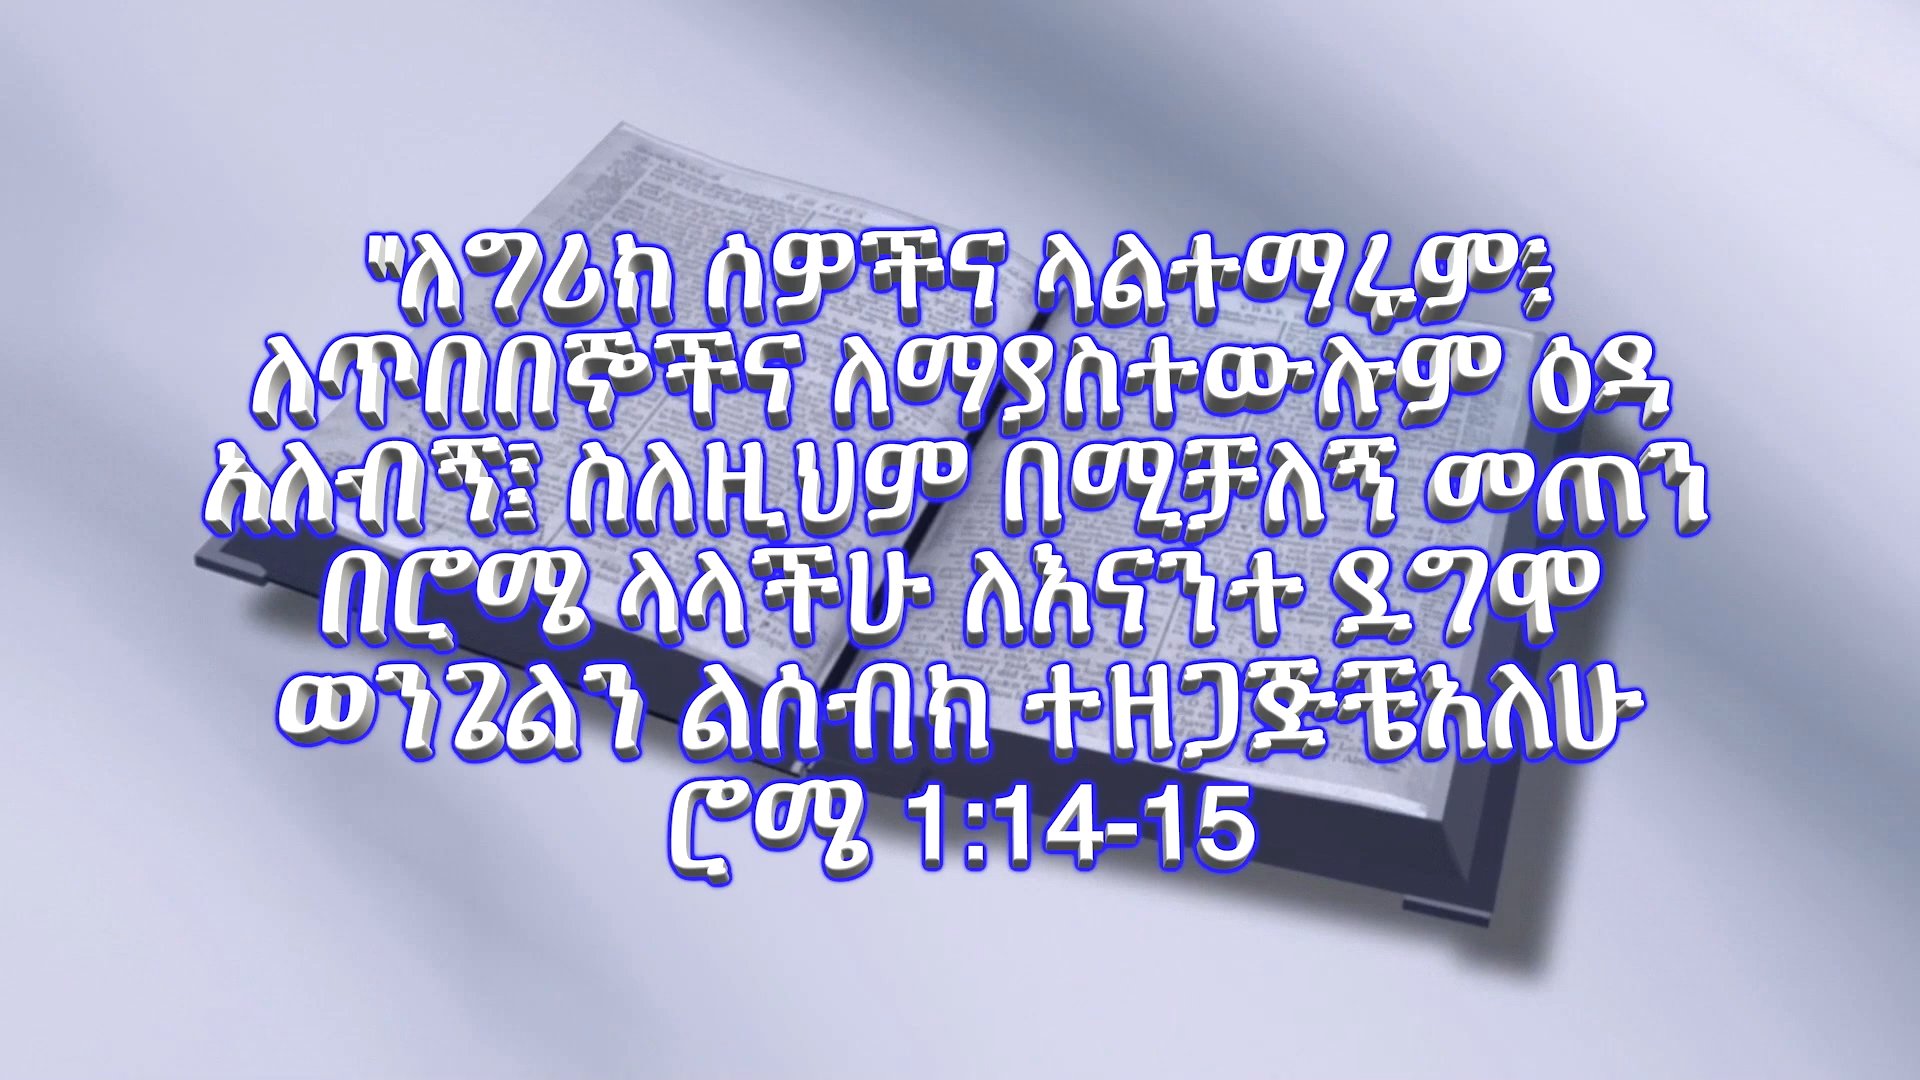 "ለግሪክ ሰዎችና ላልተማሩም፥
ለጥበበኞችና ለማያስተውሉም ዕዳ
አለብኝ፤ ስለዚህም በሚቻለኝ መጠን
በሮሜ ላላችሁ ለእናንተ ደግሞ
ወንጌልን ልሰብክ ተዘጋጅቼአለሁ
ሮሜ 1:14-15